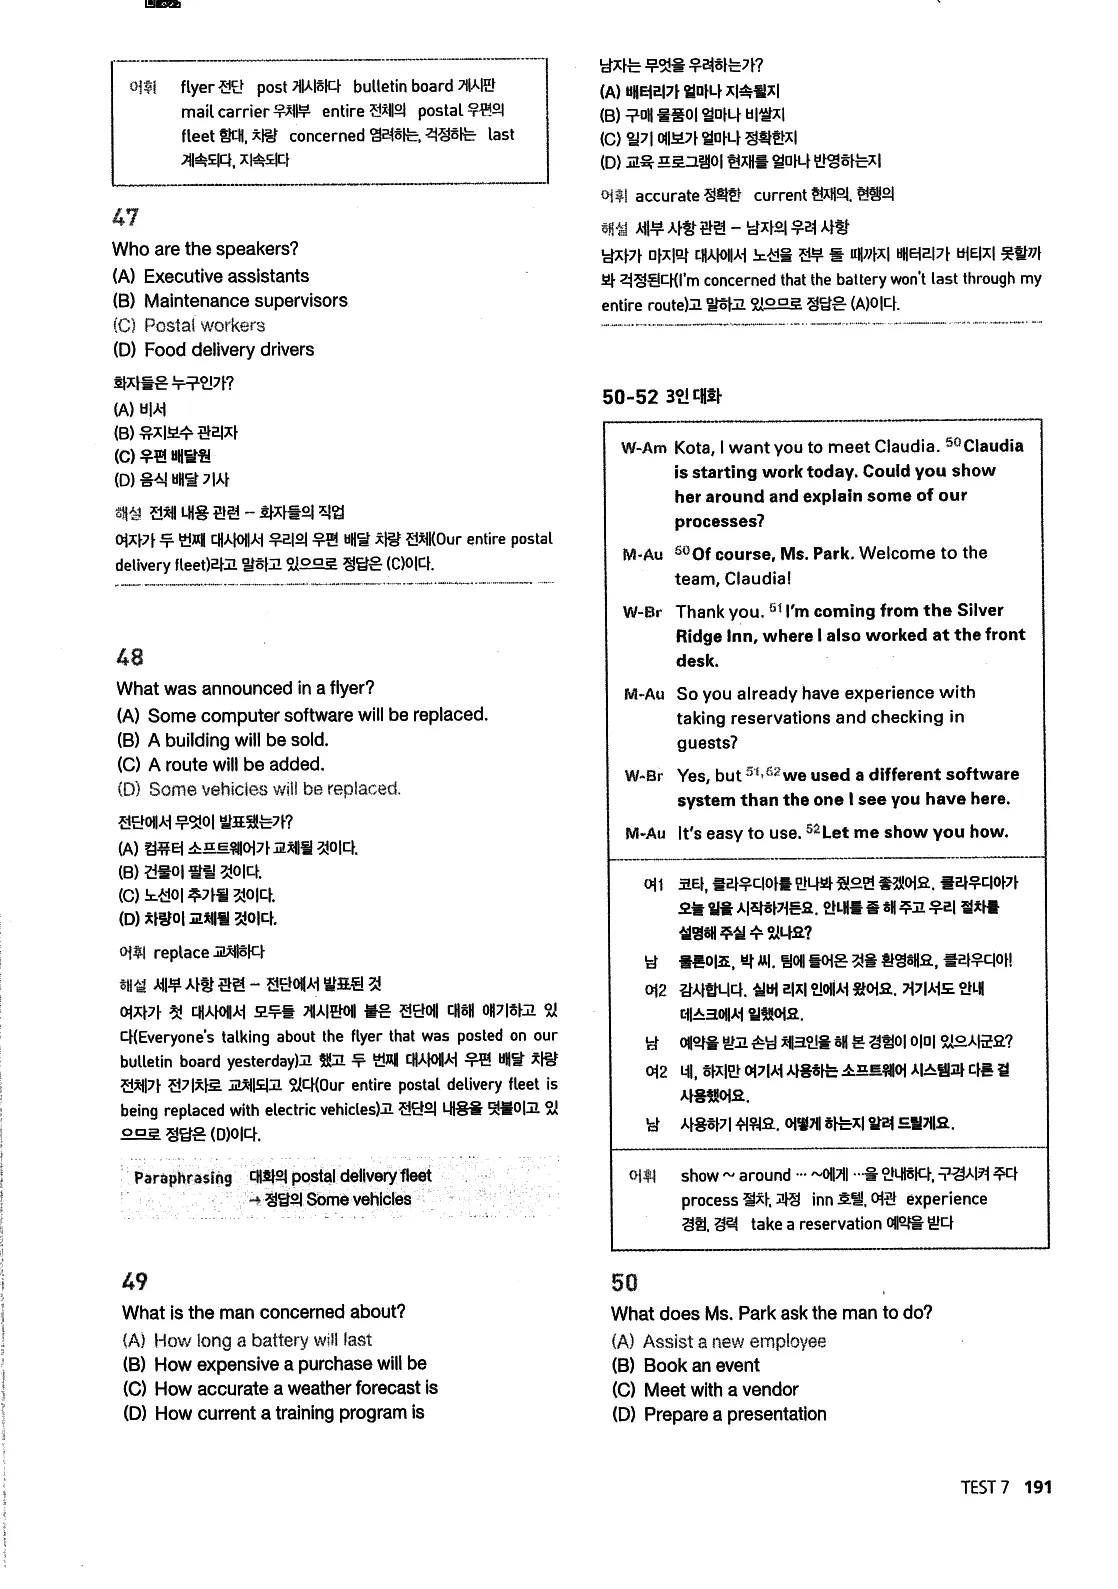 어휘 flyer 전단 post 게시하다 bulletin board 게시판
mail carrier 우체부 entire 전체의 postal 우편의
fleet 함대, 차량 concerned 염려하는, 걱정하는 last
계속되다, 지속되다
47
Who are the speakers?
(A) Executive assistants
(B) Maintenance supervisors
(C) Postal workers
(D) Food delivery drivers
화자들은 누구인가?
(A) 비서
(B) 유지보수 관리자
(C) 우편 배달원
(D) 음식 배달 기사
해설 전체 내용 관련 – 화자들의 직업
여자가 두 번째 대사에서 우리의 우편 배달 차량 전체(Our entire postal
delivery fleet)라고 말하고 있으므로 정답은 (C)이다.
48
What was announced in a flyer?
(A) Some computer software will be replaced.
(B) A building will be sold.
(C) A route will be added.
(D) Some vehicles will be replaced.
전단에서 무엇이 발표됐는가?
(A) 컴퓨터 소프트웨어가 교체될 것이다.
(B) 건물이 팔릴 것이다.
(C) 노선이 추가될 것이다.
(D) 차량이 교체될 것이다.
어휘 replace 교체하다
해설 세부 사항 관련 – 전단에서 발표된 것
여자가 첫 대사에서 모두들 게시판에 붙은 전단에 대해 얘기하고 있
다(Everyone's talking about the flyer that was posted on our
bulletin board yesterday)고 했고 두 번째 대사에서 우편 배달 차량
전체가 전기차로 교체되고 있다(Our entire postal delivery fleet is
being replaced with electric vehicles)고 전단의 내용을 덧붙이고 있
으므로 정답은 (D)이다.
Paraphrasing 대화의 postal delivery fleet
→ 정답의 Some vehicles
49
What is the man concerned about?
(A) How long a battery will last
(B) How expensive a purchase will be
(C) How accurate a weather forecast is
(D) How current a training program is
남자는 무엇을 우려하는가?
(A) 배터리가 얼마나 지속될지
(B) 구매 물품이 얼마나 비쌀지
(C) 일기 예보가 얼마나 정확한지
(D) 교육 프로그램이 현재를 얼마나 반영하는지
어휘 accurate 정확한 current 현재의, 현행의
해설 세부 사항 관련 – 남자의 우려 사항
남자가 마지막 대사에서 노선을 전부 돌 때까지 배터리가 버티지 못할까
봐 걱정된다(I'm concerned that the battery won't last through my
entire route)고 말하고 있으므로 정답은 (A)이다.
50-52 3인 대화
W-Am Kota, I want you to meet Claudia. 50Claudia
is starting work today. Could you show
her around and explain some of our
processes?
M-Au 50Of course, Ms. Park. Welcome to the
team, Claudia!
W-Br Thank you. 51I'm coming from the Silver
Ridge Inn, where I also worked at the front
desk.
M-Au So you already have experience with
taking reservations and checking in
guests?
W-Br Yes, but 51,52we used a different software
system than the one I see you have here.
M-Au It's easy to use. 52Let me show you how.
여1 코타, 클라우디아를 만나봐 줬으면 좋겠어요. 클라우디아가
오늘 일을 시작하거든요. 안내를 좀 해 주고 우리 절차를
설명해 주실 수 있나요?
남 물론이죠, 박 씨. 팀에 들어온 것을 환영해요, 클라우디아!
여2 감사합니다. 실버 리지 인에서 왔어요. 거기서도 안내
데스크에서 일했어요.
남 예약을 받고 손님 체크인을 해 본 경험이 이미 있으시군요?
여2 네, 하지만 여기서 사용하는 소프트웨어 시스템과 다른 걸
사용했어요.
남 사용하기 쉬워요. 어떻게 하는지 알려 드릴게요.
어휘 show ~ around … ~에게 …을 안내하다, 구경시켜 주다
process 절차, 과정 inn 호텔, 여관 experience
경험, 경력 take a reservation 예약을 받다
50
What does Ms. Park ask the man to do?
(A) Assist a new employee
(B) Book an event
(C) Meet with a vendor
(D) Prepare a presentation
TEST 7 191